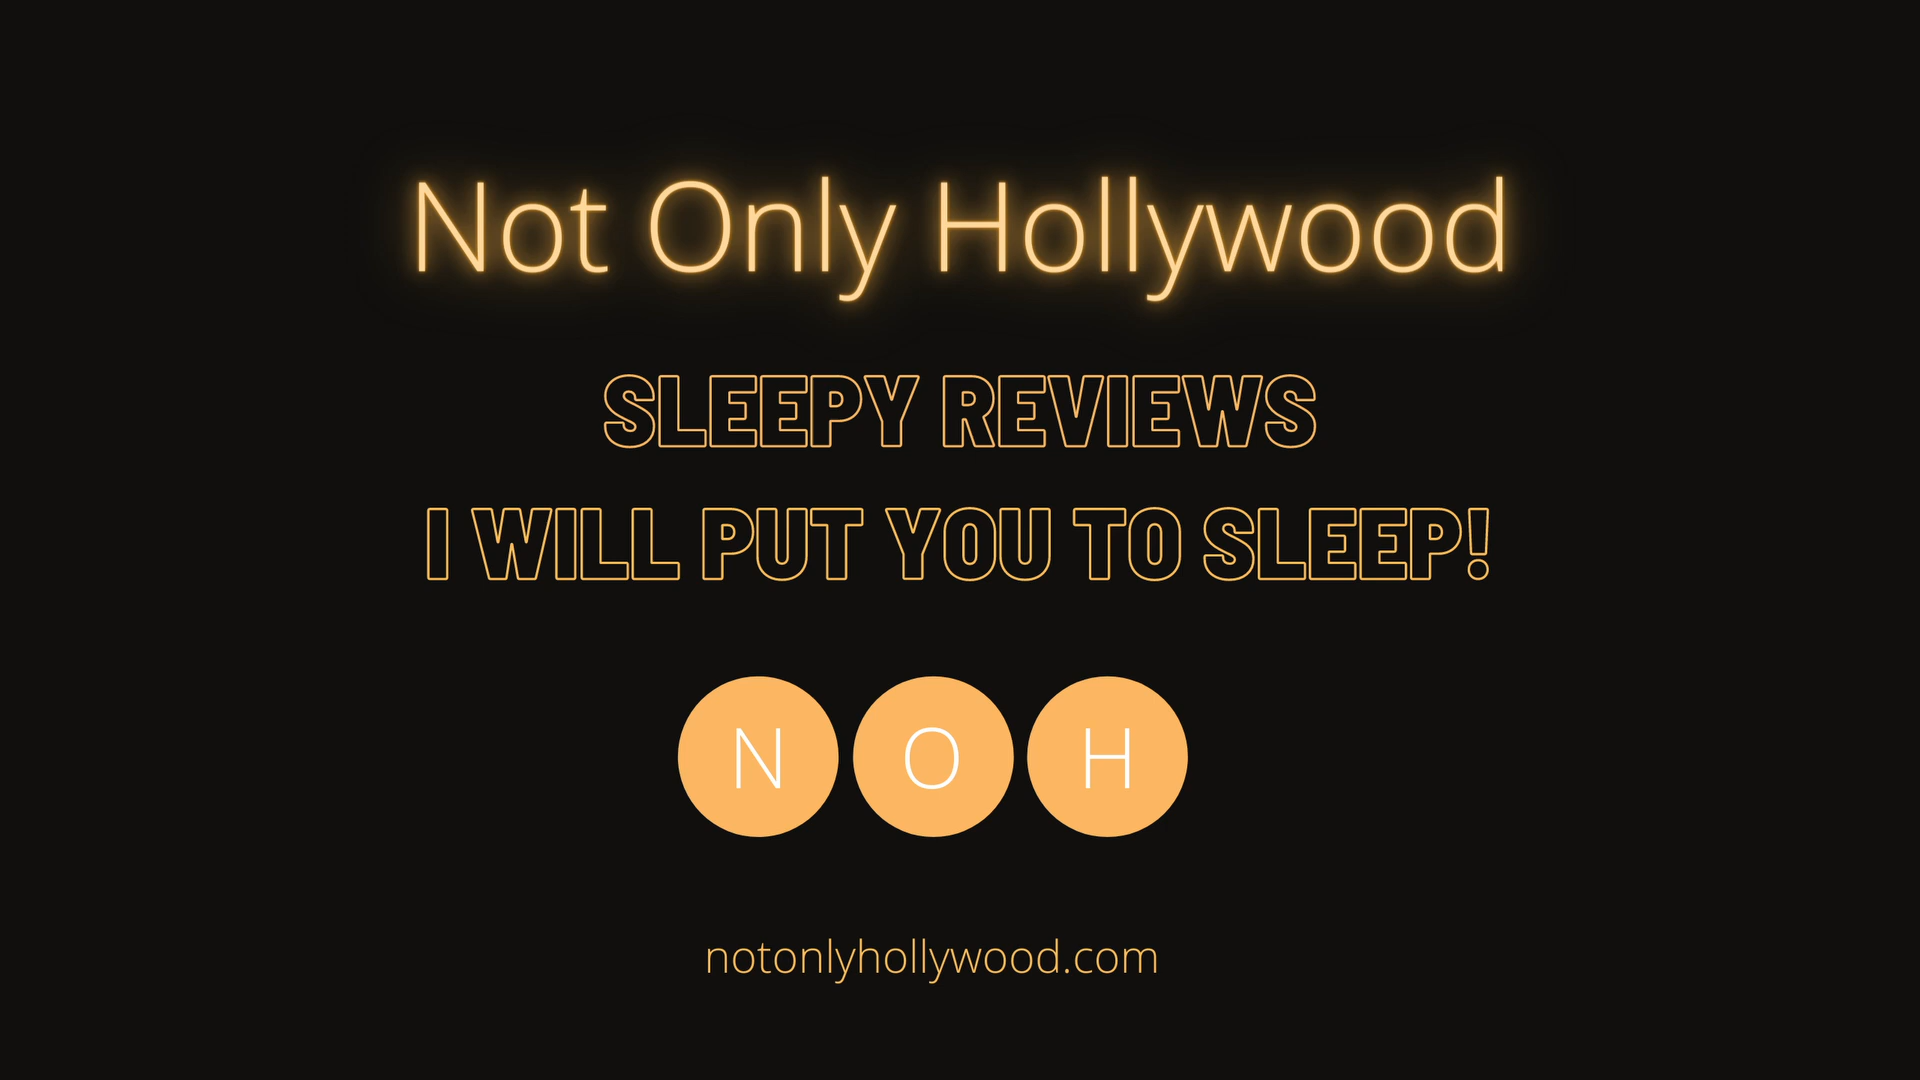 Not Only Hollywood
SLEEPY REVIEWS
I WILL PUT YOU TO SLEEP!
N O H
notonlyhollywood.com